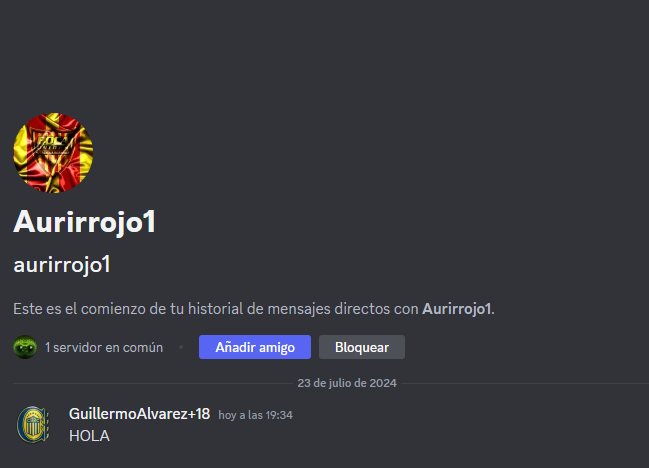 Aurirrojo1
aurirrojo1
Este es el comienzo de tu historial de mensajes directos con Aurirrojo1.
1 servidor en común • Añadir amigo Bloquear
23 de julio de 2024
GuillermoAlvarez+18 hoy a las 19:34
HOLA